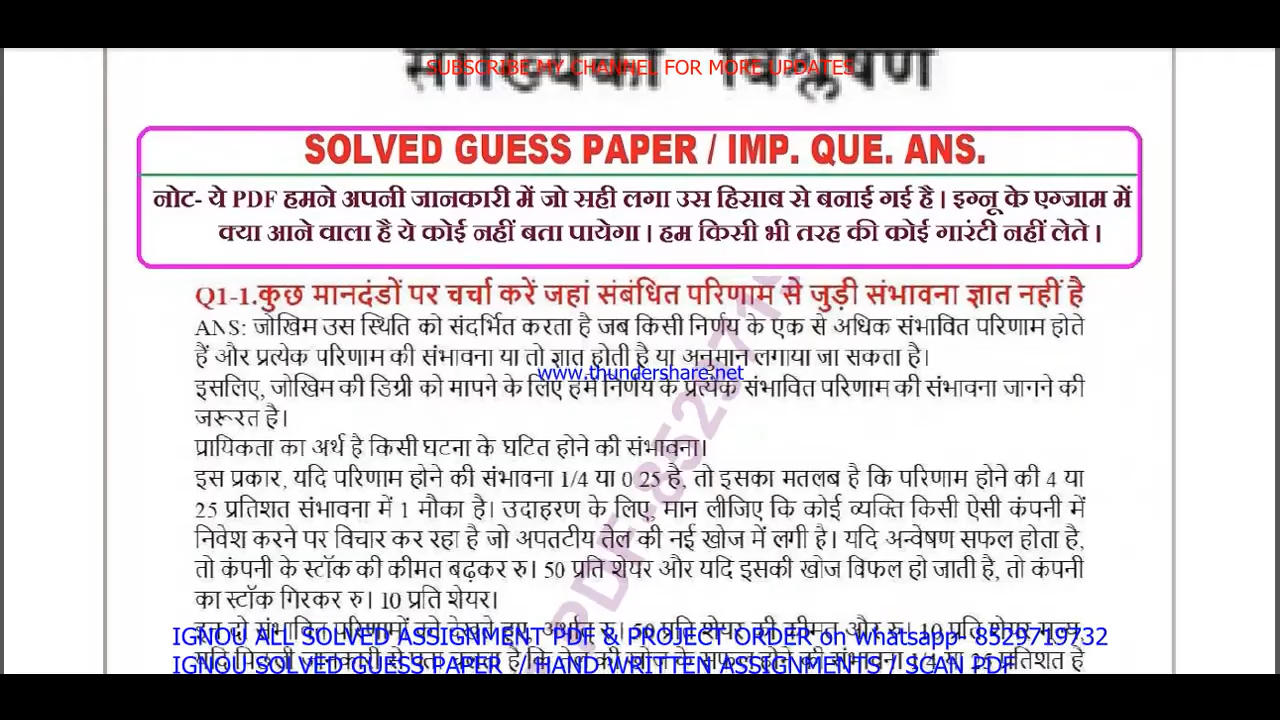 सांख्यिकी विश्लेषण
SUBSCRIBE MY CHANNEL FOR MORE UPDATES
SOLVED GUESS PAPER / IMP. QUE. ANS.
नोट- ये PDF हमने अपनी जानकारी में जो सही लगा उस हिसाब से बनाई गई है। इग्नू के एग्जाम में
क्या आने वाला है ये कोई नहीं बता पायेगा। हम किसी भी तरह की कोई गारंटी नहीं लेते।
Q1-1.कुछ मानदंडों पर चर्चा करें जहां संबंधित परिणाम से जुड़ी संभावना ज्ञात नहीं है
ANS: जोखिम उस स्थिति को संदर्भित करता है जब किसी निर्णय के एक से अधिक संभावित परिणाम होते
हैं और प्रत्येक परिणाम की संभावना या तो ज्ञात होती है या अनुमान लगाया जा सकता है।
www.thundershare.net
इसलिए, जोखिम की डिग्री को मापने के लिए हम निर्णय के प्रत्येक संभावित परिणाम की संभावना जानने की
जरूरत है।
प्रायिकता का अर्थ है किसी घटना के घटित होने की संभावना।
इस प्रकार, यदि परिणाम होने की संभावना 1/4 या 0.25 है, तो इसका मतलब है कि परिणाम होने की 4 या
25 प्रतिशत संभावना में 1 मौका है। उदाहरण के लिए, मान लीजिए कि कोई व्यक्ति किसी ऐसी कंपनी में
निवेश करने पर विचार कर रहा है जो अपतटीय तेल की नई खोज में लगी है। यदि अन्वेषण सफल होता है,
तो कंपनी के स्टॉक की कीमत बढ़कर रु। 50 प्रति शेयर और यदि इसकी खोज विफल हो जाती है, तो कंपनी
का स्टॉक गिरकर रु। 10 प्रति शेयर।
IGNOU ALL SOLVED ASSIGNMENT PDF & PROJECT ORDER on whatsapp- 8529719732
IGNOU SOLVED GUESS PAPER / HAND WRITTEN ASSIGNMENTS / SCAN PDF